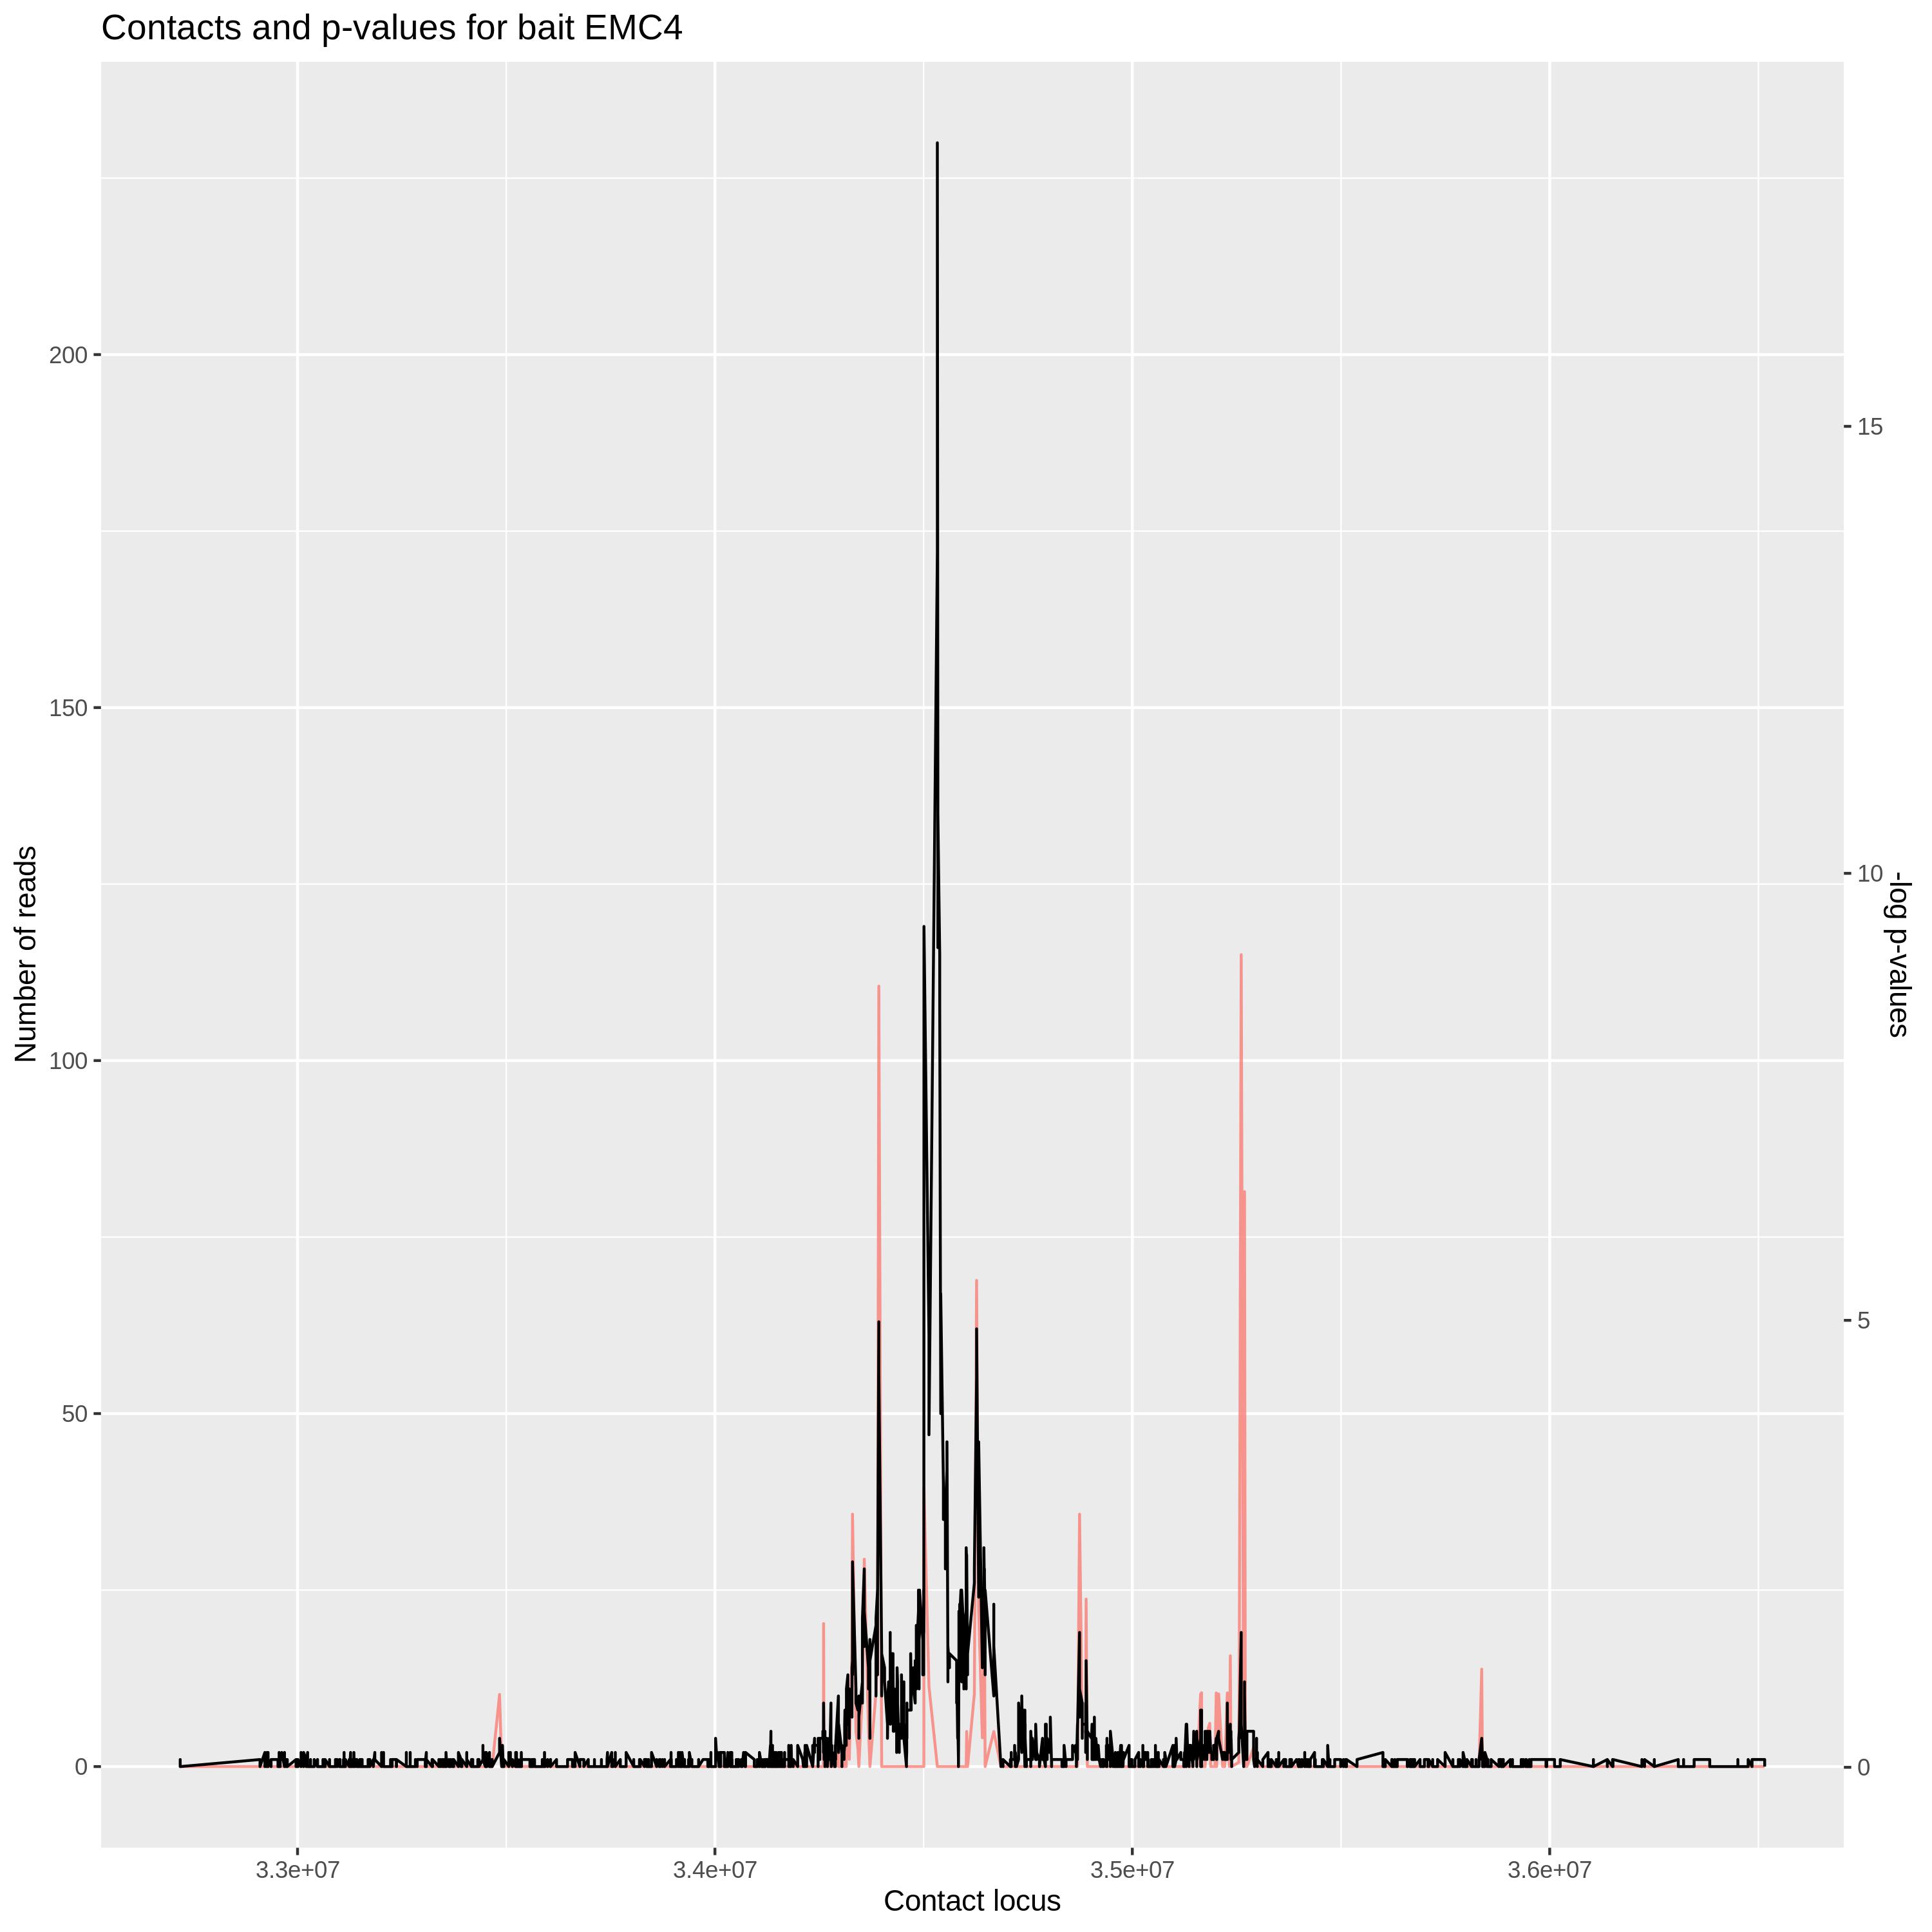 Contacts and p-values for bait EMC4
Number of reads
200
150
100
50
0
15
10
5
0
-log p-values
3.3e+07
3.4e+07
3.5e+07
3.6e+07
Contact locus